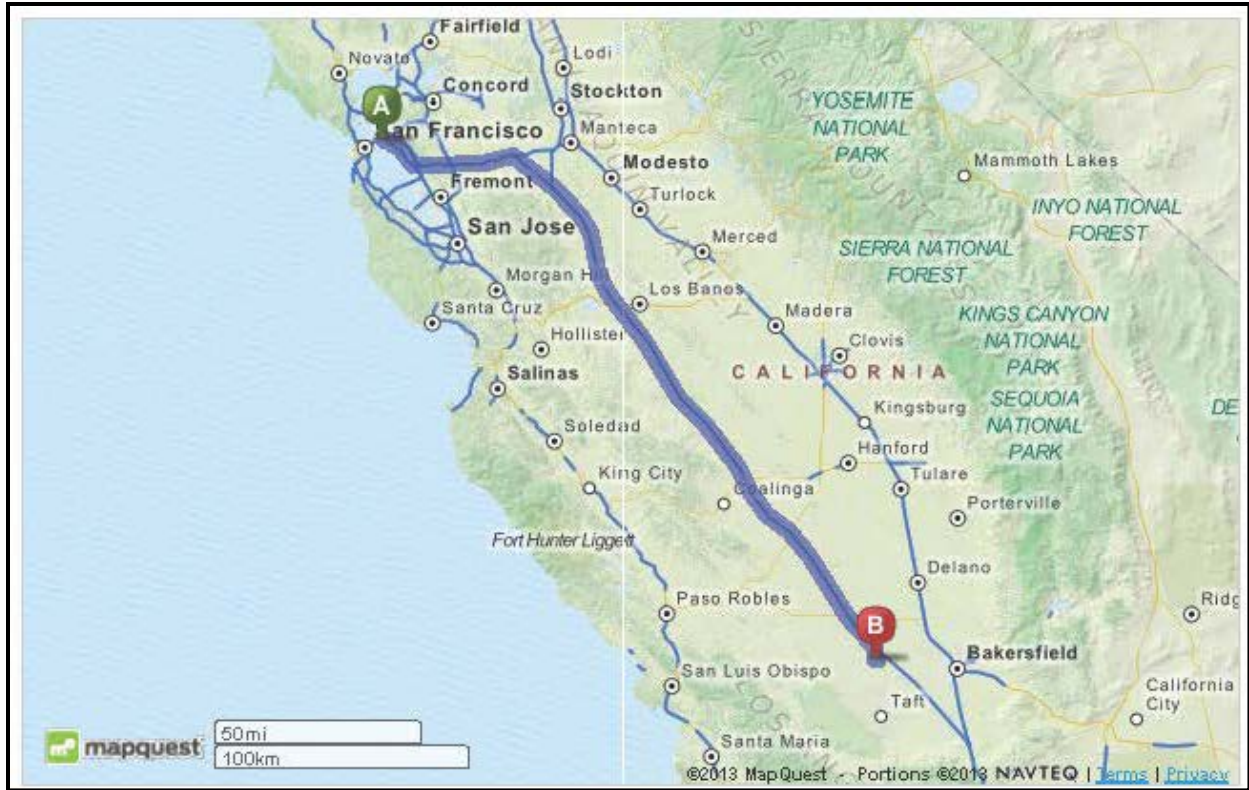 Fairfield
Novato
Lodi
Concord
Stockton
A
San Francisco
Manteca
YOSEMITE
NATIONAL
PARK
Modesto
Mammoth Lakes
Fremont
Turlock
INYO NATIONAL
FOREST
San Jose
Merced
SIERRA NATIONAL
FOREST
Morgan Hill
Los Banos
Santa Cruz
Madera
KINGS CANYON
NATIONAL
PARK
Hollister
Clovis
CALIFORNIA
Salinas
SEQUOIA
NATIONAL
PARK
DE
Kingsburg
Soledad
Hanford
King City
Coalinga
Tulare
Porterville
Fort Hunter Liggett
Delano
Paso Robles
Ridg
B
Bakersfield
San Luis Obispo
Taft
California
City
Santa Maria
mapquest
50mi
100km
©2013 MapQuest - Portions ©2013 NAVTEQ | Terms | Privacy